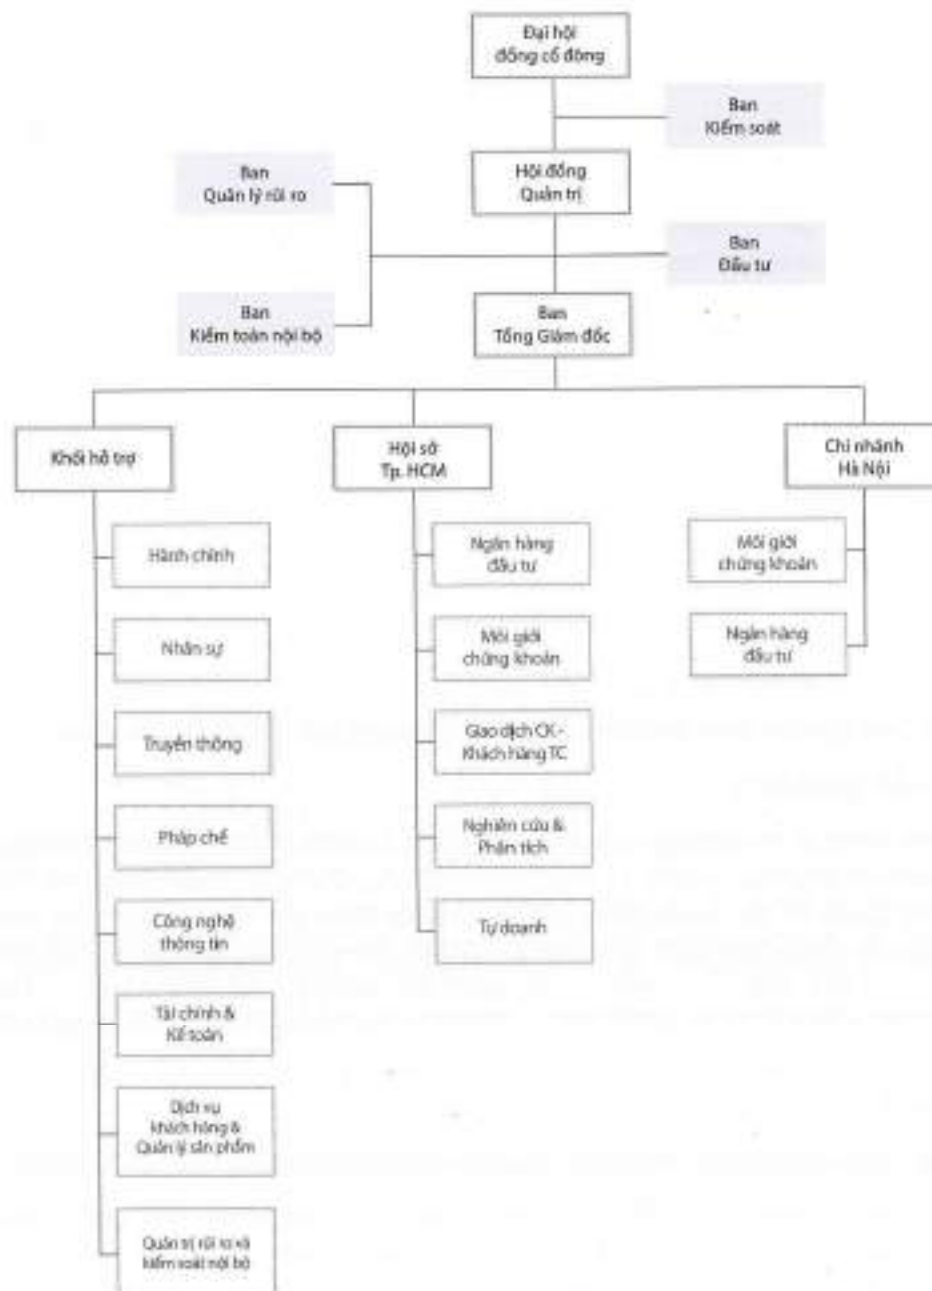 Đại hội
đồng cổ đông
Ban
Kiểm soát
Hội đồng
Quản trị
Ban
Quản lý rủi ro
Ban
Đầu tư
Ban
Kiểm toán nội bộ
Ban
Tổng Giám đốc
Khối hỗ trợ
Hành chính
Nhân sự
Truyền thông
Pháp chế
Công nghệ
thông tin
Tài chính &
Kế toán
Dịch vụ
khách hàng &
Quản lý sản phẩm
Quản trị rủi ro và
kiểm soát nội bộ
Hội sở
Tp. HCM
Ngân hàng
đầu tư
Môi giới
chứng khoán
Giao dịch CK -
Khách hàng TC
Nghiên cứu &
Phân tích
Tự doanh
Chi nhánh
Hà Nội
Môi giới
chứng khoán
Ngân hàng
đầu tư